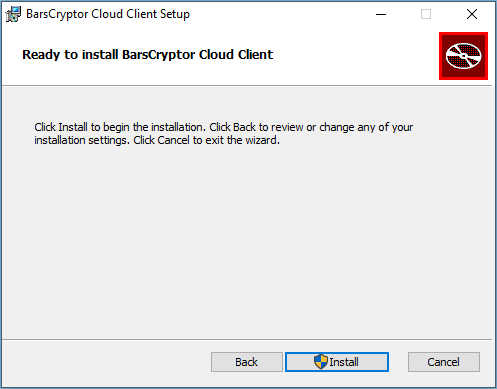 BarsCryptor Cloud Client Setup
Ready to install BarsCryptor Cloud Client
Click Install to begin the installation. Click Back to review or change any of your
installation settings. Click Cancel to exit the wizard.
Back
Install
Cancel